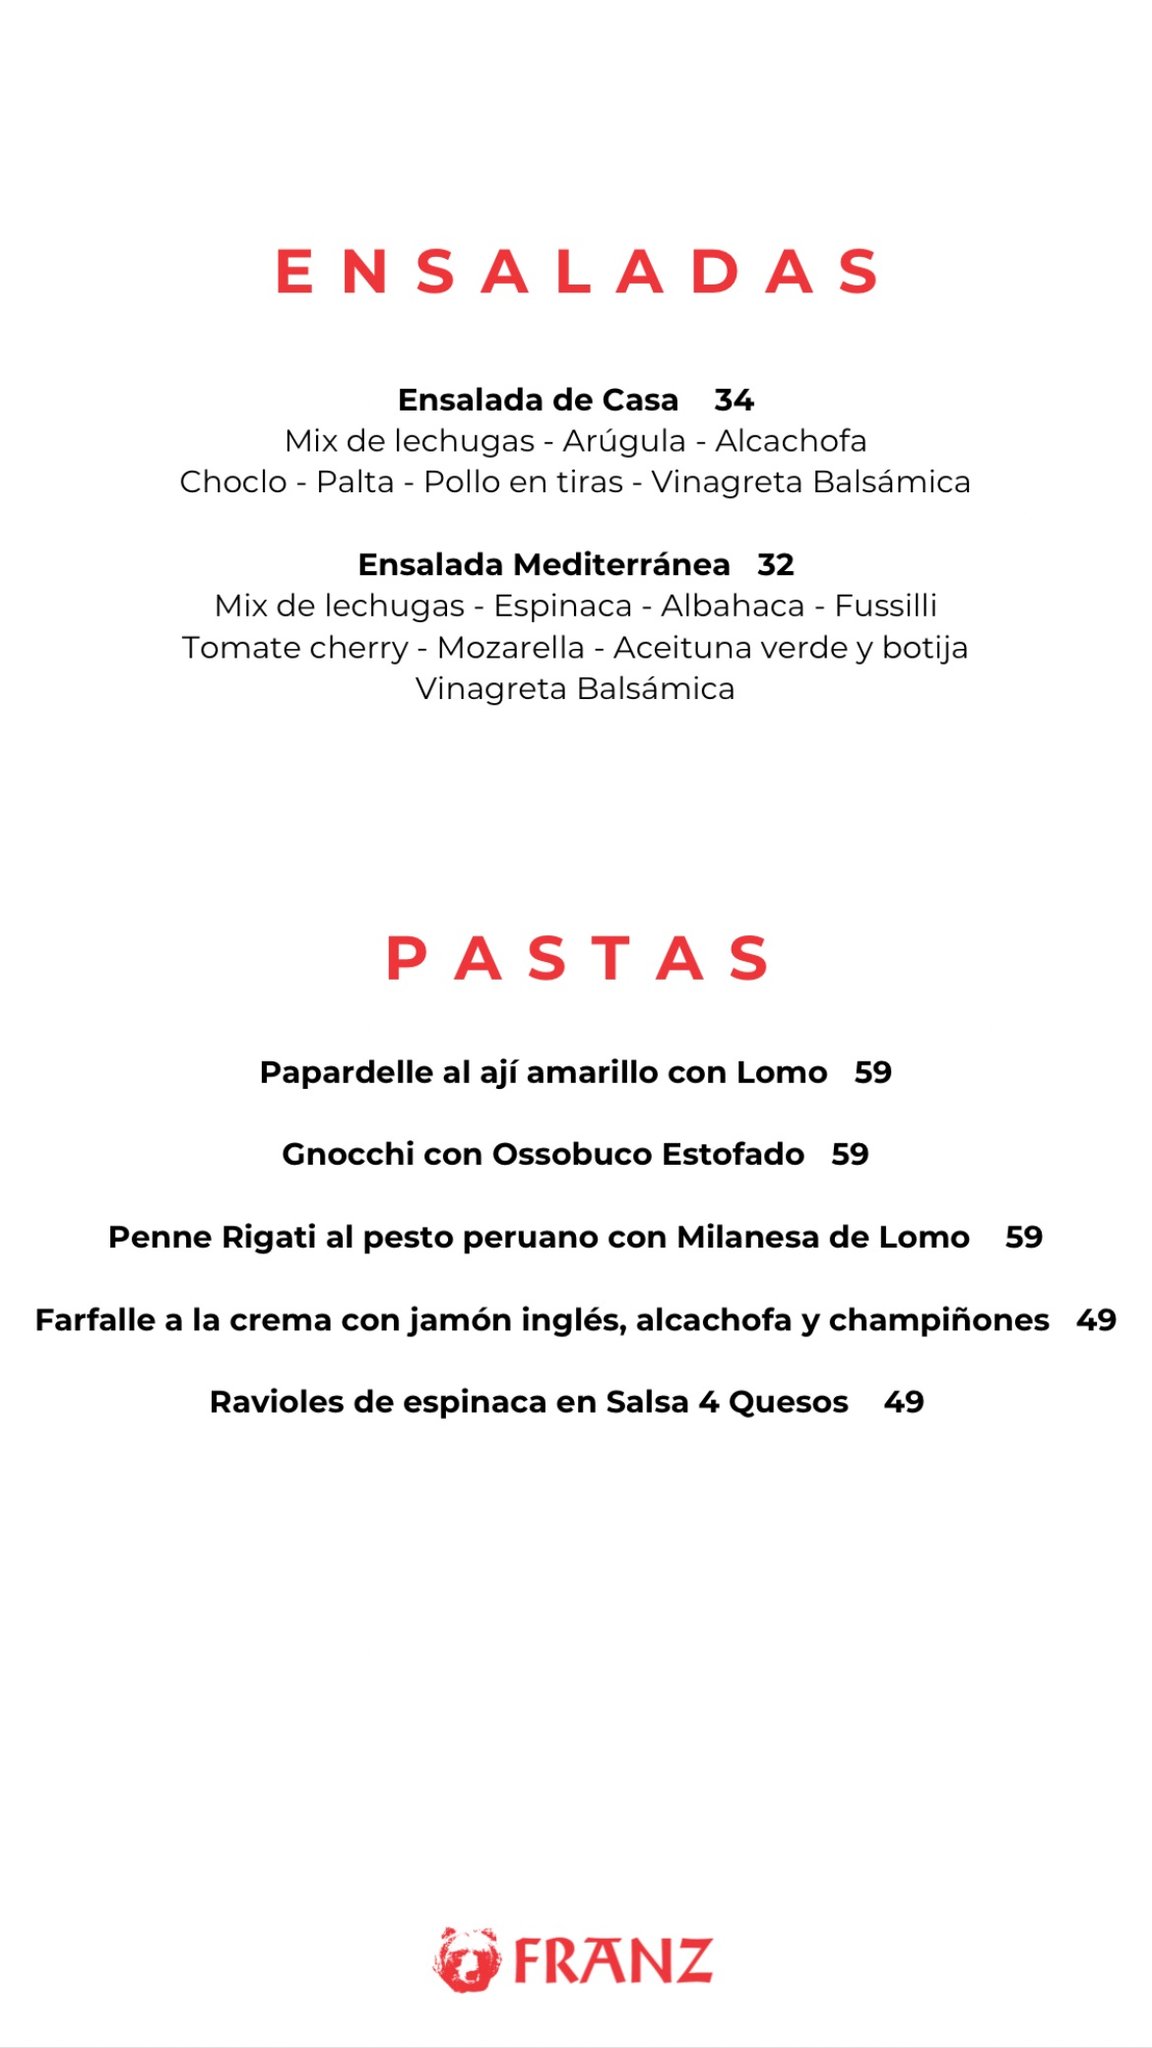 ENSALADAS
Ensalada de Casa 34
Mix de lechugas - Arúgula - Alcachofa
Choclo - Palta - Pollo en tiras - Vinagreta Balsámica
Ensalada Mediterránea 32
Mix de lechugas - Espinaca - Albahaca - Fussilli
Tomate cherry - Mozarella - Aceituna verde y botija
Vinagreta Balsámica
PASTAS
Papardelle al ají amarillo con Lomo 59
Gnocchi con Ossobuco Estofado 59
Penne Rigati al pesto peruano con Milanesa de Lomo 59
Farfalle a la crema con jamón inglés, alcachofa y champiñones 49
Ravioles de espinaca en Salsa 4 Quesos 49
FRANZ